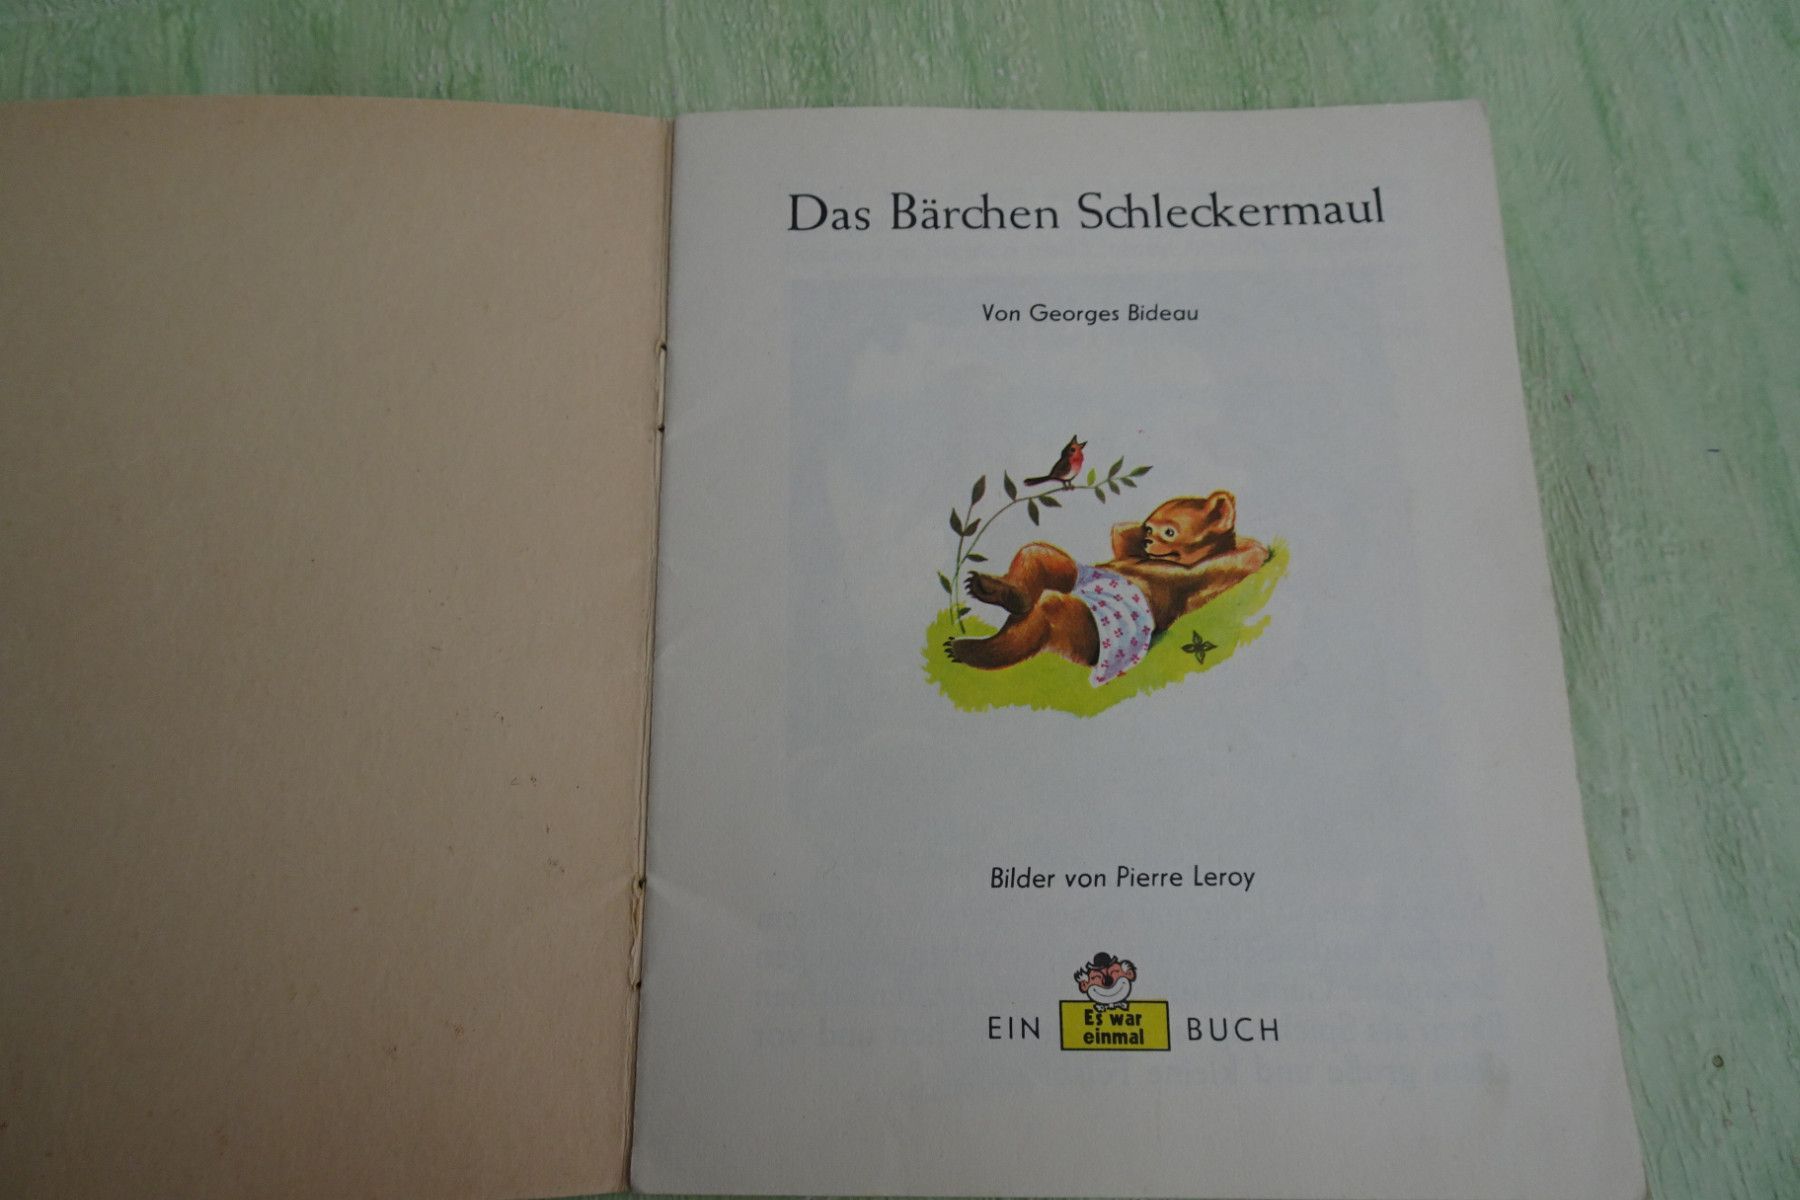 Das Bärchen Schleckermaul
Von Georges Bideau
Bilder von Pierre Leroy
EIN
Es war
einmal
BUCH